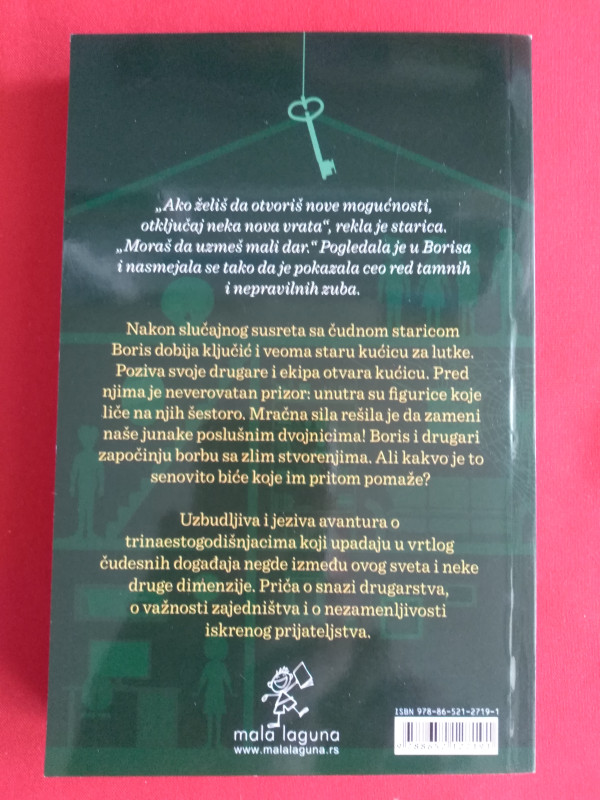 „Ako želiš da otvoriš nove mogućnosti,
otključaj neka nova vrata“, rekla je starica.
„Moraš da uzmeš mali dar.“ Pogledala je u Borisa
i nasmejala se tako da je pokazala ceo red tamnih
i nepravilnih zuba.
Nakon slučajnog susreta sa čudnom staricom
Boris dobija ključić i veoma staru kućicu za lutke.
Poziva svoje drugare i ekipa otvara kućicu. Pred
njima je neverovatan prizor: unutra su figurice koje
liče na njih šestoro. Mračna sila rešila je da zameni
naše junake poslušnim dvojnicima! Boris i drugari
započinju borbu sa zlim stvorenjima. Ali kakvo je to
senovito biće koje im pritom pomaže?
Uzbudljiva i jeziva avantura o
trinaestogodišnjacima koji upadaju u vrtlog
čudesnih događaja negde između ovog sveta i neke
druge dimenzije. Priča o snazi drugarstva,
o važnosti zajedništva i o nezamenljivosti
iskrenog prijateljstva.
mala laguna
www.malalaguna.rs
ISBN 978-86-521-2719-1